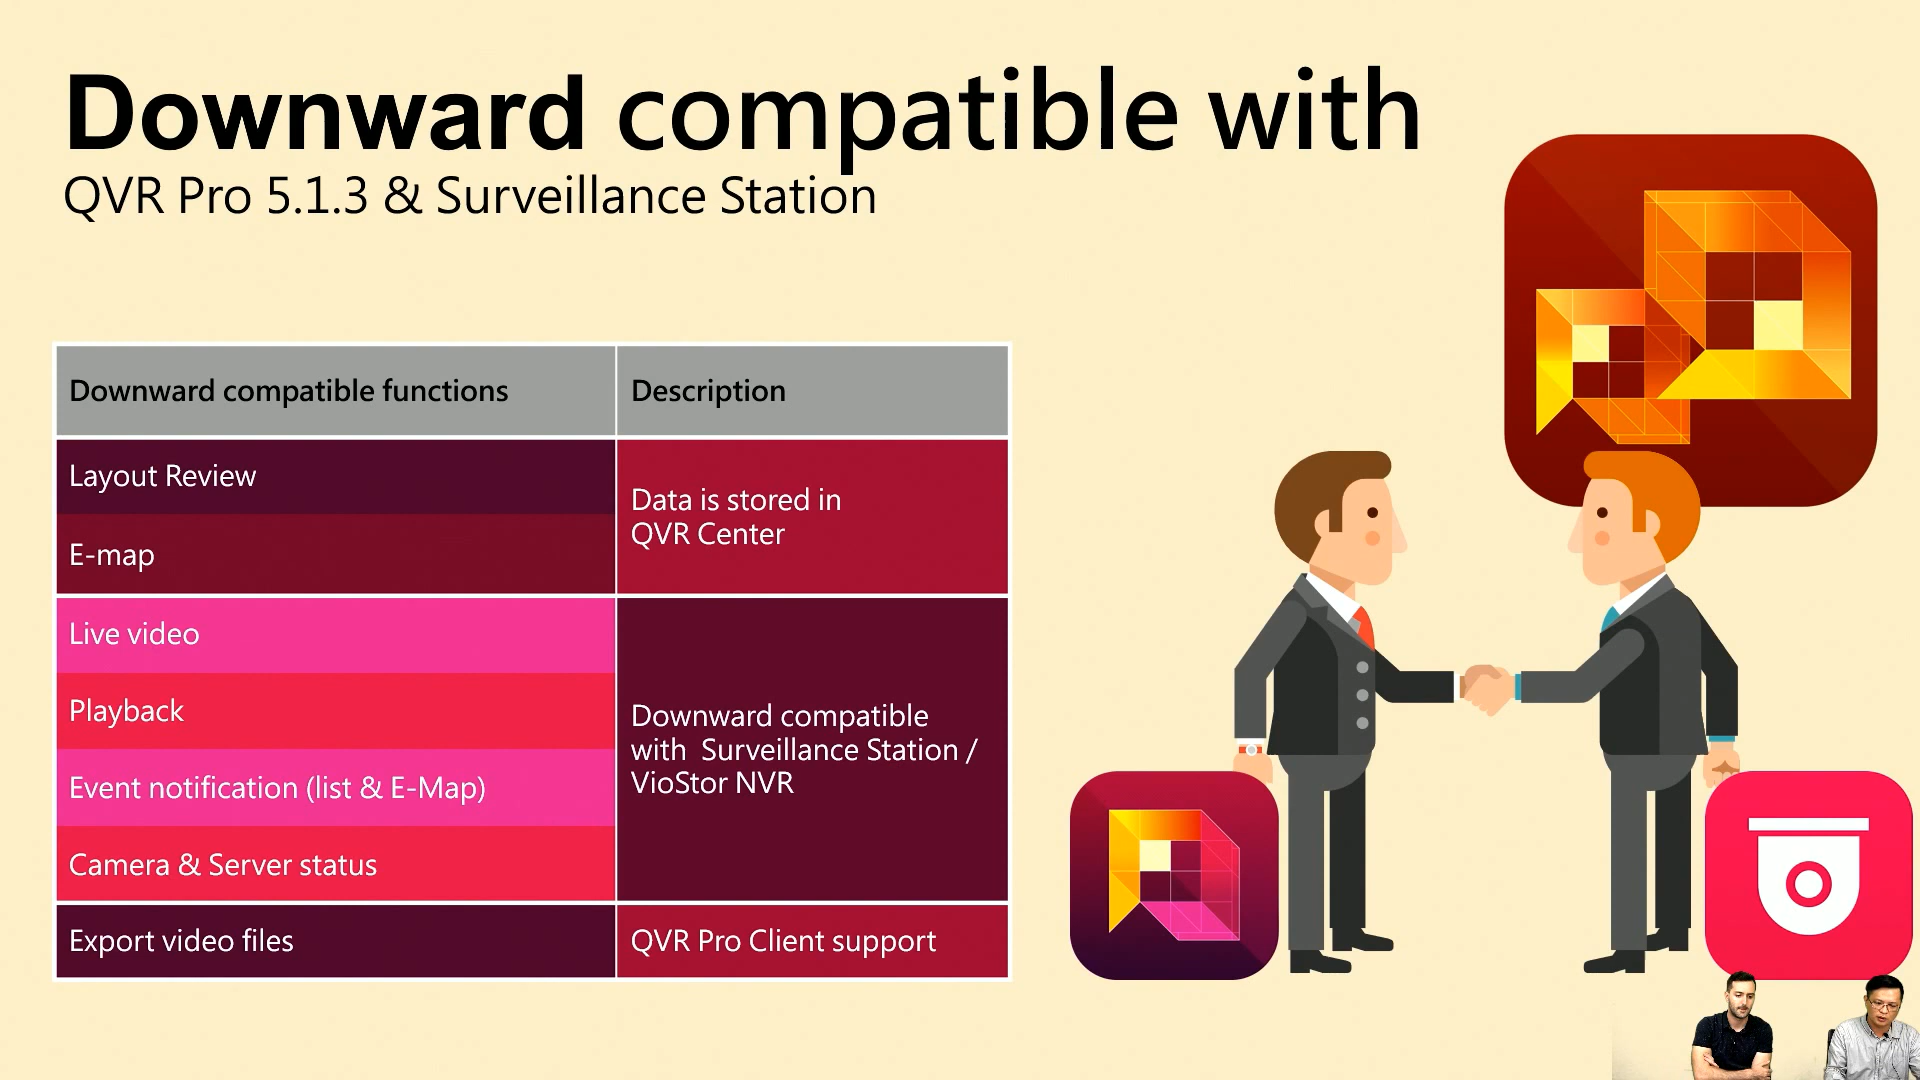 Downward compatible with
QVR Pro 5.1.3 & Surveillance Station
Downward compatible functions
Description
Layout Review
E-map
Data is stored in
QVR Center
Live video
Playback
Event notification (list & E-Map)
Camera & Server status
Downward compatible
with Surveillance Station /
VioStor NVR
Export video files
QVR Pro Client support